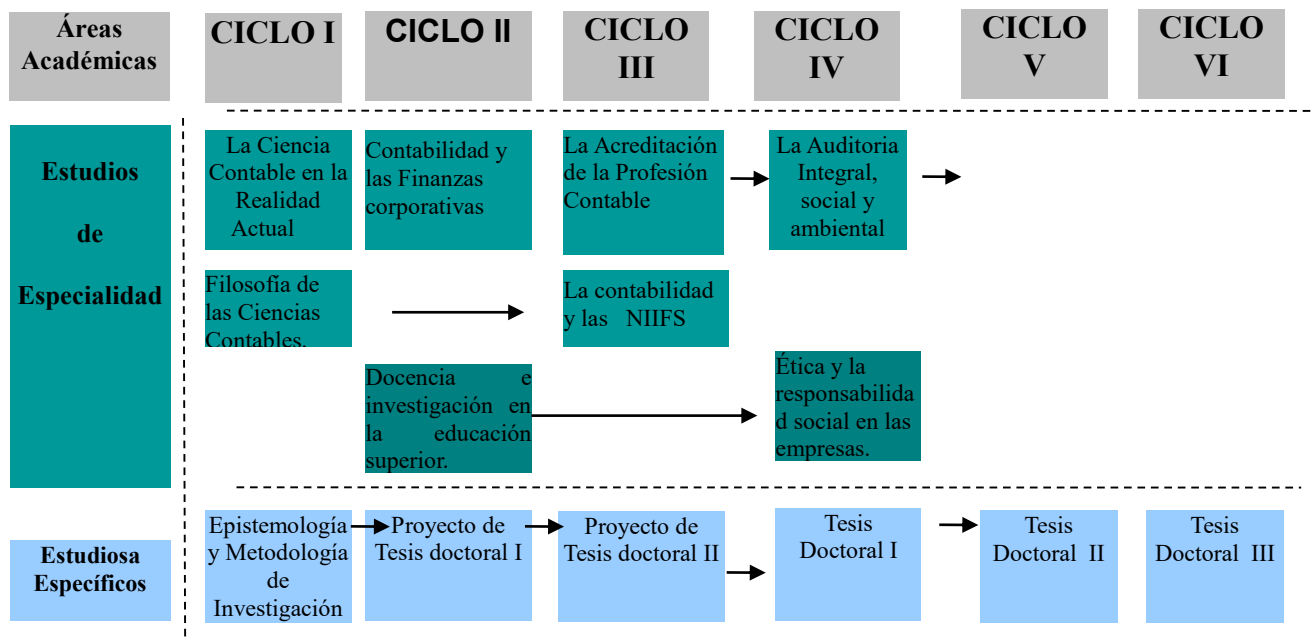 Áreas
Académicas
CICLO I
CICLO II
CICLO
III
CICLO
IV
CICLO
V
CICLO
VI
Estudios
de
Especialidad
La Ciencia
Contable en la
Realidad
Actual
Contabilidad y
las Finanzas
corporativas
La Acreditación
de la Profesión
Contable
La Auditoria
Integral,
social y
ambiental
Filosofía de
las Ciencias
Contables.
La contabilidad
y las NIIFS
Docencia e
investigación en
la educación
superior.
Ética y la
responsabilida
d social en las
empresas.
Estudiosa
Específicos
Epistemología
y Metodología
de
Investigación
Proyecto de
Tesis doctoral I
Proyecto de
Tesis doctoral II
Tesis
Doctoral I
Tesis
Doctoral II
Tesis
Doctoral III